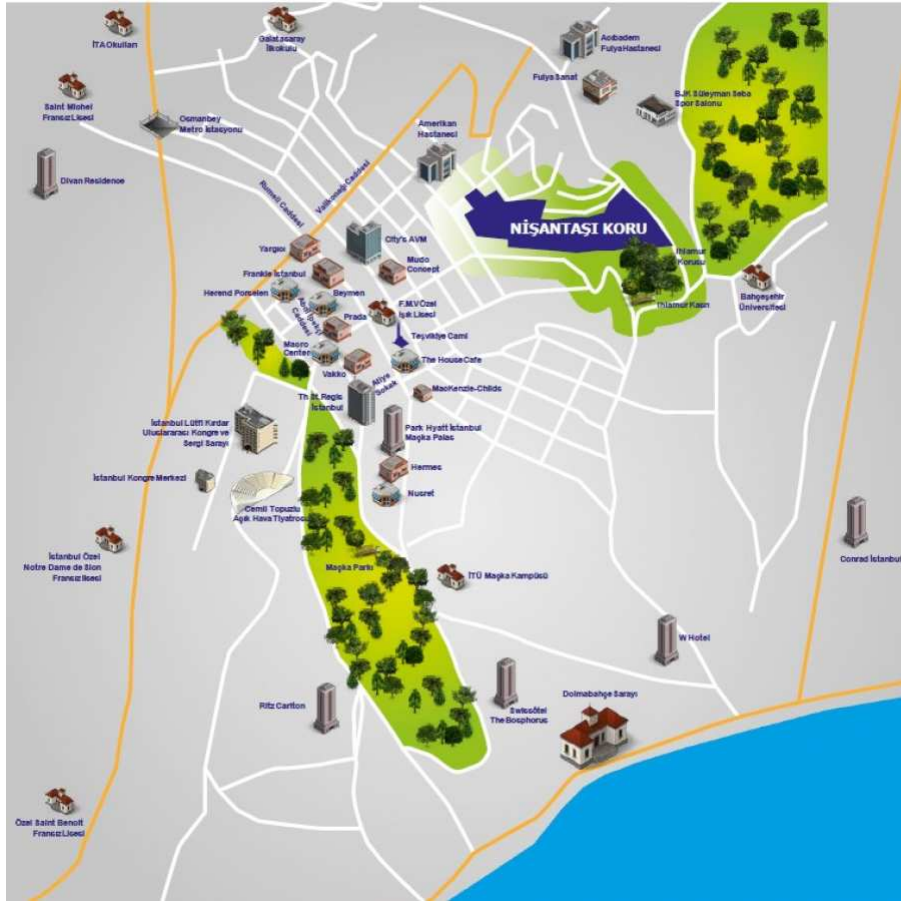 İTA Okulları
Galatasaray
İlkokulu
Acıbadem
Fulya Hastanesi
Fulya Sanat
BJK Süleyman Seba
Spor Salonu
Saint Michel
Fransız Lisesi
Osmanbey
Metro İstasyonu
Amerikan
Hastanesi
Divan Residence
Rumeli Caddesi
Valikonağı Caddesi
NİŞANTAŞI KORU
City's AVM
Yargıcı
Mudo
Concept
Ihlamur
Korusu
Frankie İstanbul
Beymen
Herend Porselen
Abdi İpekçi
Caddesi
Prada
F.M.V Özel
Işık Lisesi
Ihlamur Kasrı
Bahçeşehir
Üniversitesi
Teşvikiye Cami
Macro
Center
Vakko
The House Cafe
Atiye
Sokak
Th St. Regis
İstanbul
MacKenzie-Childs
İstanbul Lütfi Kırdar
Uluslararası Kongre ve
Sergi Sarayı
Park Hyatt İstanbul
Maçka Palas
İstanbul Kongre Merkezi
Hermes
Nusret
Cemil Topuzlu
Açık Hava Tiyatrosu
İstanbul Özel
Notre Dame de Sion
Fransız lisesi
Maçka Parkı
İTÜ Maçka Kampüsü
Conrad İstanbul
W Hotel
Ritz Carlton
Swissôtel
The Bosphorus
Dolmabahçe Sarayı
Özel Saint Benoit
Fransız Lisesi